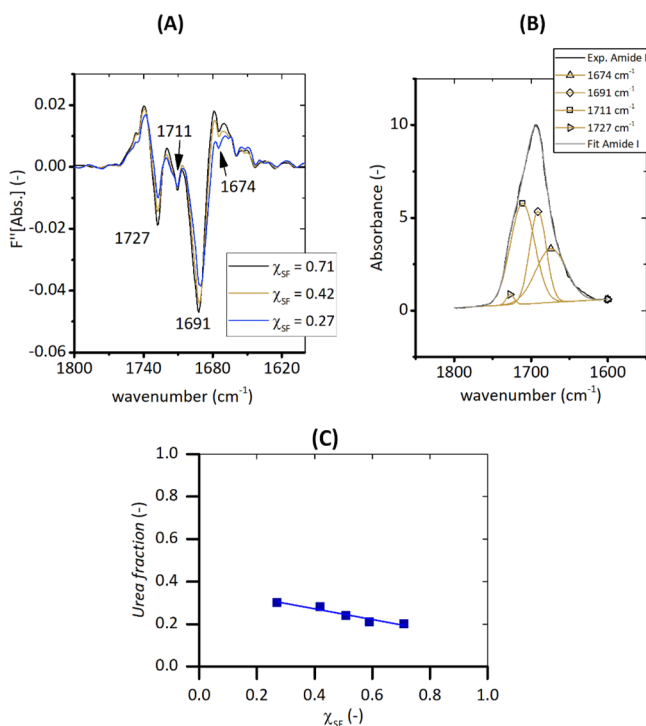 (A)
(B)
F''[Abs.] (-)
0.02
0.00
-0.02
-0.04
-0.06
1711
1674
1727
1691
χSF = 0.71
χSF = 0.42
χSF = 0.27
1800
1740
1680
1620
wavenumber (cm-1)
Exp. Amide I
1674 cm-1
1691 cm-1
1711 cm-1
1727 cm-1
Fit Amide I
Absorbance (-)
10
5
0
1800
1700
1600
wavenumber (cm-1)
(C)
Urea fraction (-)
1.0
0.8
0.6
0.4
0.2
0.0
0.0
0.2
0.4
0.6
0.8
1.0
χSF (-)